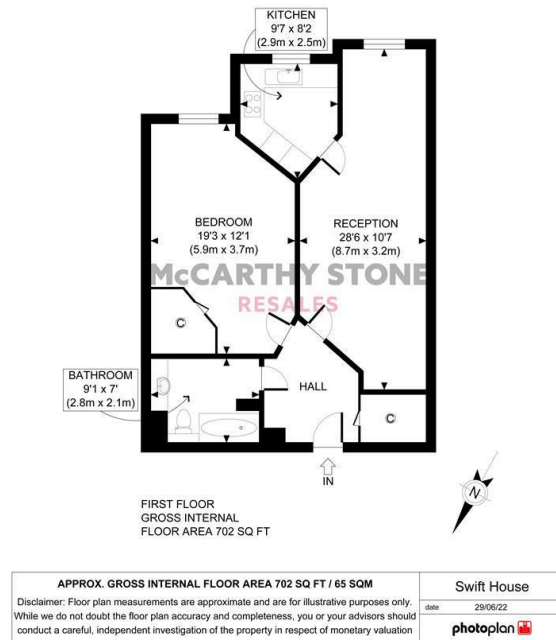 KITCHEN
9'7 x 8'2
(2.9m x 2.5m)
BEDROOM
19'3 x 12'1
(5.9m x 3.7m)
RECEPTION
28'6 x 10'7
(8.7m x 3.2m)
McCARTHY STONE
RESALES
C
BATHROOM
9'1 x 7'
(2.8m x 2.1m)
HALL
C
IN
N
FIRST FLOOR
GROSS INTERNAL
FLOOR AREA 702 SQ FT
APPROX. GROSS INTERNAL FLOOR AREA 702 SQ FT / 65 SQM
Disclaimer: Floor plan measurements are approximate and are for illustrative purposes only.
While we do not doubt the floor plan accuracy and completeness, you or your advisors should
conduct a careful, independent investigation of the property in respect of monetary valuation
Swift House
date 29/06/22
photoplan